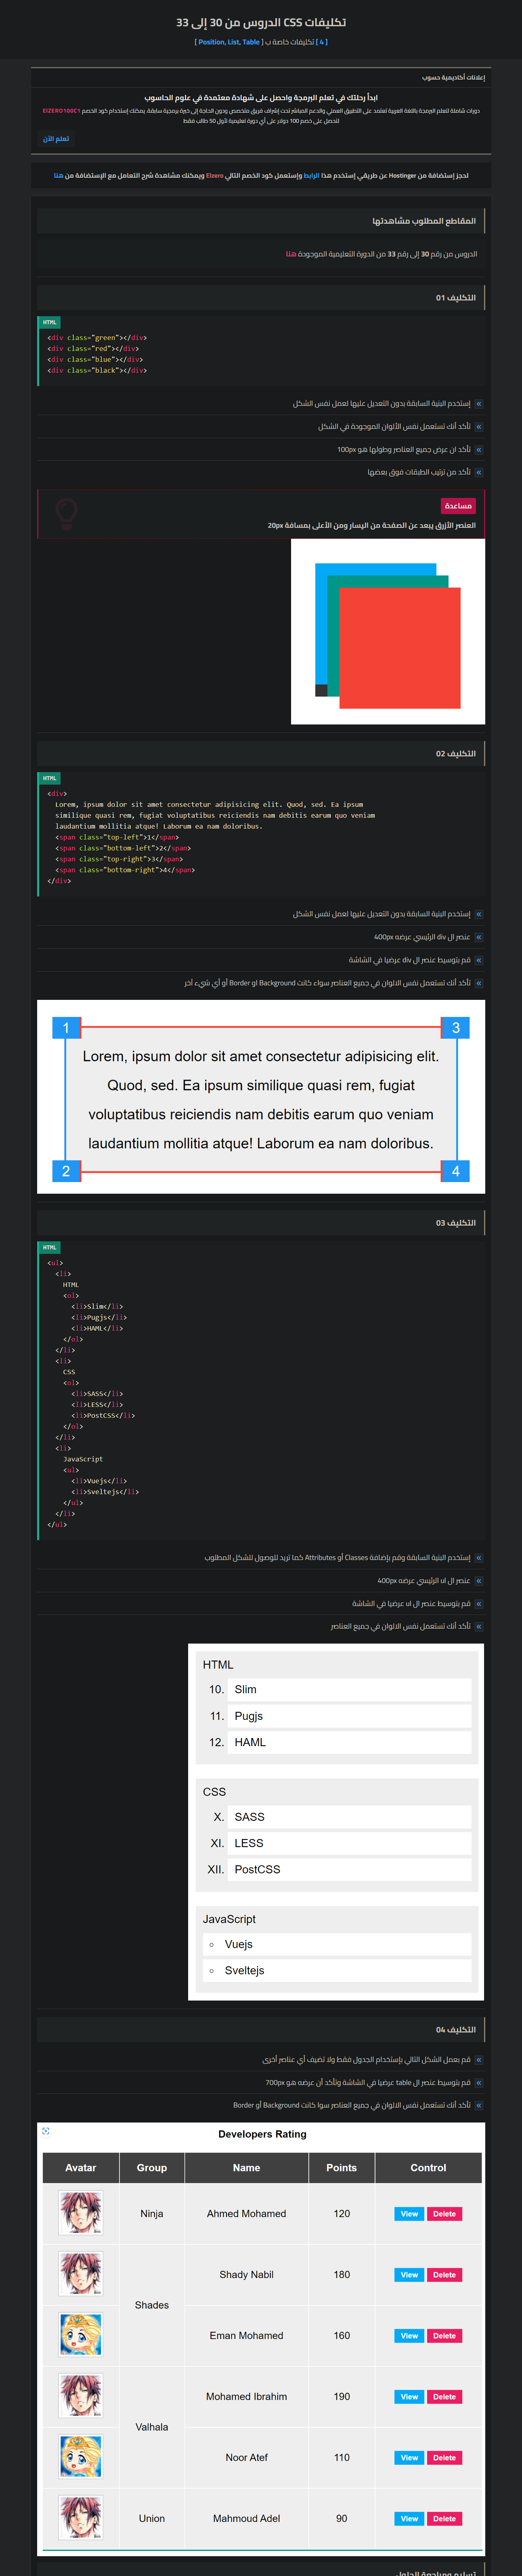 تكليفات CSS الدروس من 30 إلى 33
[ 4 ] تكليفات خاصة ب [ Position, List, Table ]
إعلانات أكاديمية حسوب
ابدأ رحلتك في تعلم البرمجة واحصل على شهادة معتمدة في علوم الحاسوب
دورات شاملة لتعلم البرمجة باللغة العربية تعتمد على التطبيق العملي والدعم المباشر تحت إشراف فريق متخصص ودون الحاجة إلى خبرة برمجية سابقة. يمكنك إستخدام كود الخصم ElZERO100C1
لتحصل على خصم 100 دولار على أي دورة تعليمية لأول 50 طالب فقط
تعلم الآن
لحجز إستضافة من Hostinger عن طريقي إستخدم هذا الرابط وإستعمل كود الخصم التالي Elzero ويمكنك مشاهدة شرح التعامل مع الإستضافة من هنا
المقاطع المطلوب مشاهدتها
الدروس من رقم 30 إلى رقم 33 من الدورة التعليمية الموجودة هنا
التكليف 01
HTML
<div class="green"></div>
<div class="red"></div>
<div class="blue"></div>
<div class="black"></div>
إستخدم البنية السابقة بدون التعديل عليها لعمل نفس الشكل
تأكد أنك تستعمل نفس الألوان الموجودة في الشكل
تأكد ان عرض جميع العناصر وطولها هو 100px
تأكد من ترتيب الطبقات فوق بعضها
مساعدة
العنصر الأزرق يبعد عن الصفحة من اليسار ومن الأعلى بمسافة 20px
التكليف 02
HTML
<div>
Lorem, ipsum dolor sit amet consectetur adipisicing elit. Quod, sed. Ea ipsum
similique quasi rem, fugiat voluptatibus reiciendis nam debitis earum quo veniam
laudantium mollitia atque! Laborum ea nam doloribus.
<span class="top-left">1</span>
<span class="bottom-left">2</span>
<span class="top-right">3</span>
<span class="bottom-right">4</span>
</div>
إستخدم البنية السابقة بدون التعديل عليها لعمل نفس الشكل
عنصر ال div الرئيسي عرضه 400px
قم بتوسيط عنصر ال div عرضيا في الشاشة
تأكد أنك تستعمل نفس الالوان في جميع العناصر سواء كانت Background او Border أو أي شيء آخر
1 3
Lorem, ipsum dolor sit amet consectetur adipisicing elit.
Quod, sed. Ea ipsum similique quasi rem, fugiat
voluptatibus reiciendis nam debitis earum quo veniam
laudantium mollitia atque! Laborum ea nam doloribus.
2 4
التكليف 03
HTML
<ul>
<li>
HTML
<ol>
<li>Slim</li>
<li>Pugjs</li>
<li>HAML</li>
</ol>
</li>
<li>
CSS
<ol>
<li>SASS</li>
<li>LESS</li>
<li>PostCSS</li>
</ol>
</li>
<li>
JavaScript
<ul>
<li>Vuejs</li>
<li>Sveltejs</li>
</ul>
</li>
</ul>
إستخدم البنية السابقة وقم بإضافة Classes أو Attributes كما تريد للوصول للشكل المطلوب
عنصر ال ul الرئيسي عرضه 400px
قم بتوسيط عنصر ال ul عرضيا في الشاشة
تأكد أنك تستعمل نفس الالوان في جميع العناصر
HTML
10. Slim
11. Pugjs
12. HAML
CSS
X. SASS
XI. LESS
XII. PostCSS
JavaScript
Vuejs
Sveltejs
التكليف 04
قم بعمل الشكل التالي بإستخدام الجدول فقط ولا تضيف أي عناصر أخرى
قم بتوسيط عنصر ال table عرضيا في الشاشة وتأكد أن عرضه هو 700px
تأكد أنك تستعمل نفس الالوان في جميع العناصر سوا كانت Background أو Border
Developers Rating
Avatar Group Name Points Control
Ninja Ahmed Mohamed 120 View Delete
Shades Shady Nabil 180 View Delete
Eman Mohamed 160 View Delete
Valhala Mohamed Ibrahim 190 View Delete
Noor Atef 110 View Delete
Union Mahmoud Adel 90 View Delete
تسليم ومراجعة الحلول